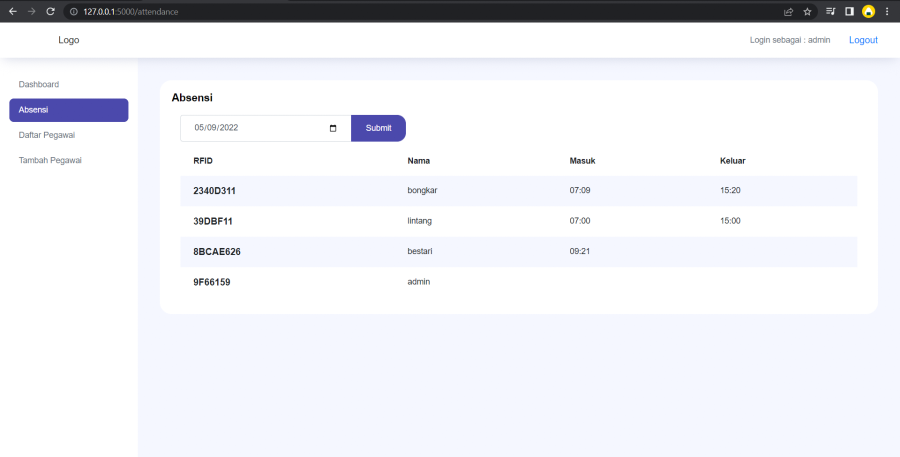 127.0.0.1:5000/attendance
Logo
Login sebagai : admin
Logout
Dashboard
Absensi
Daftar Pegawai
Tambah Pegawai
Absensi
05/09/2022
Submit
RFID Nama Masuk Keluar
2340D311 bongkar 07:09 15:20
39DBF11 lintang 07:00 15:00
8BCAE626 bestari 09:21
9F66159 admin